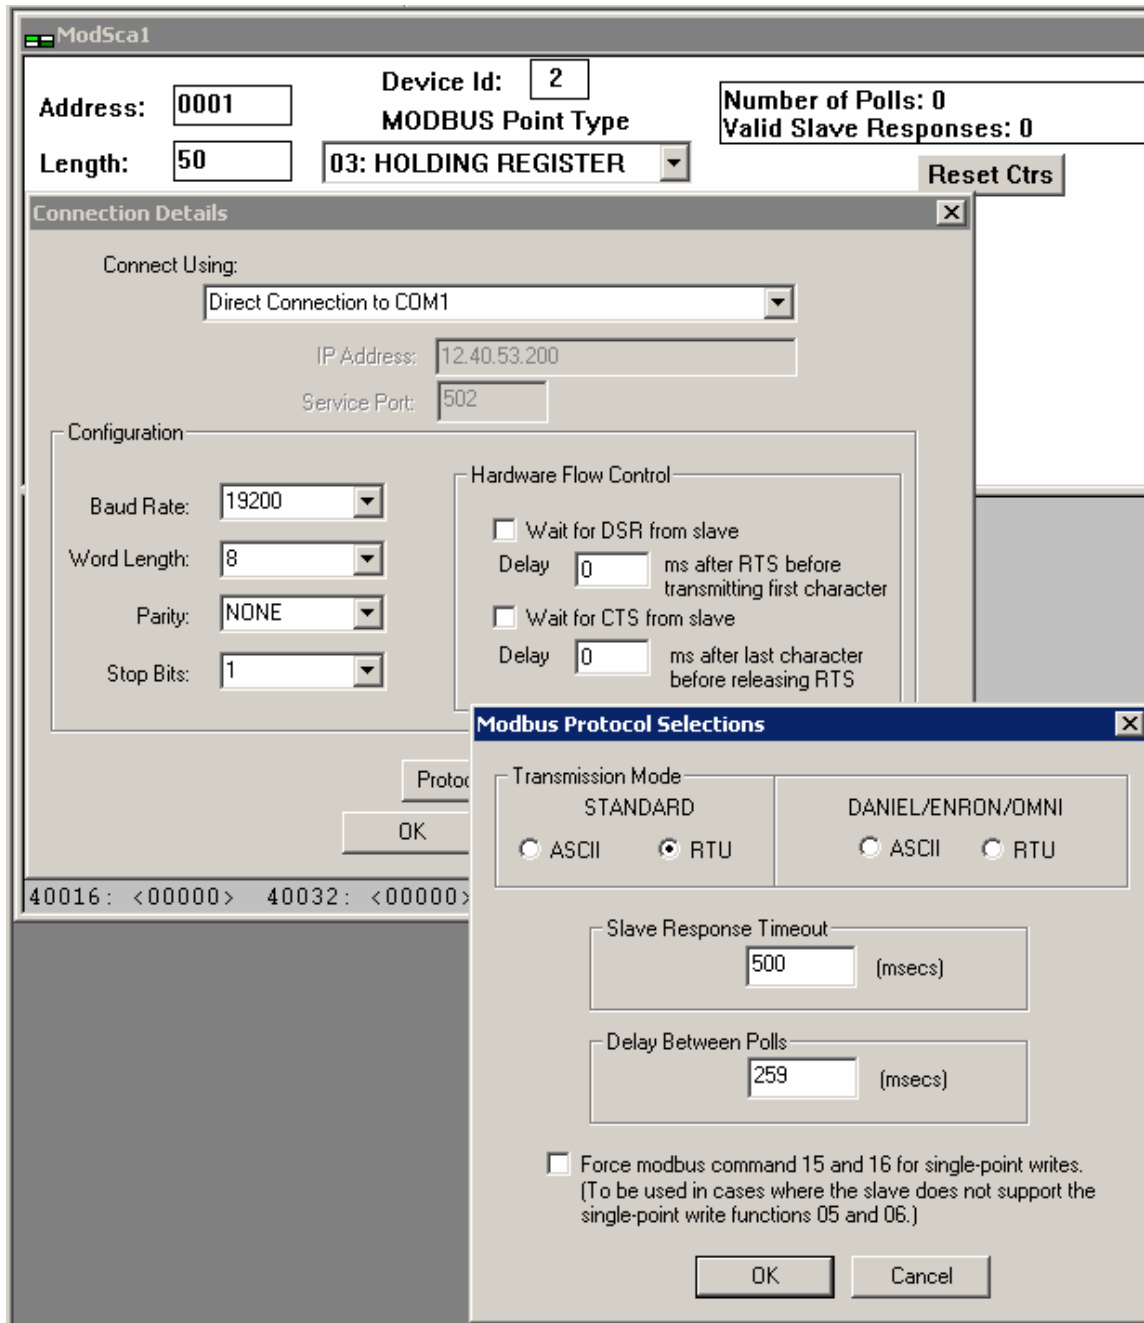 ModSca1
Device Id: 2
Address: 0001
MODBUS Point Type
Number of Polls: 0
Valid Slave Responses: 0
Length: 50
03: HOLDING REGISTER
Reset Ctrs
Connection Details
Connect Using:
Direct Connection to COM1
IP Address: 12.40.53.200
Service Port: 502
Configuration
Baud Rate: 19200
Word Length: 8
Parity: NONE
Stop Bits: 1
Hardware Flow Control
Wait for DSR from slave
Delay 0 ms after RTS before
transmitting first character
Wait for CTS from slave
Delay 0 ms after last character
before releasing RTS
Protoc
OK
40016: <00000> 40032: <00000>
Modbus Protocol Selections
Transmission Mode
STANDARD
DANIEL/ENRON/OMNI
ASCII RTU
ASCII RTU
Slave Response Timeout
500 (msecs)
Delay Between Polls
259 (msecs)
Force modbus command 15 and 16 for single-point writes.
(To be used in cases where the slave does not support the
single-point write functions 05 and 06.)
OK Cancel